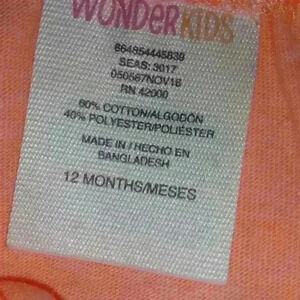 WONDERKIDS
664854445839
SEAS: 3017
050567NOV16
RN 42000
60% COTTON/ALGODÓN
40% POLYESTER/POLIÉSTER
MADE IN / HECHO EN
BANGLADESH
12 MONTHS/MESES